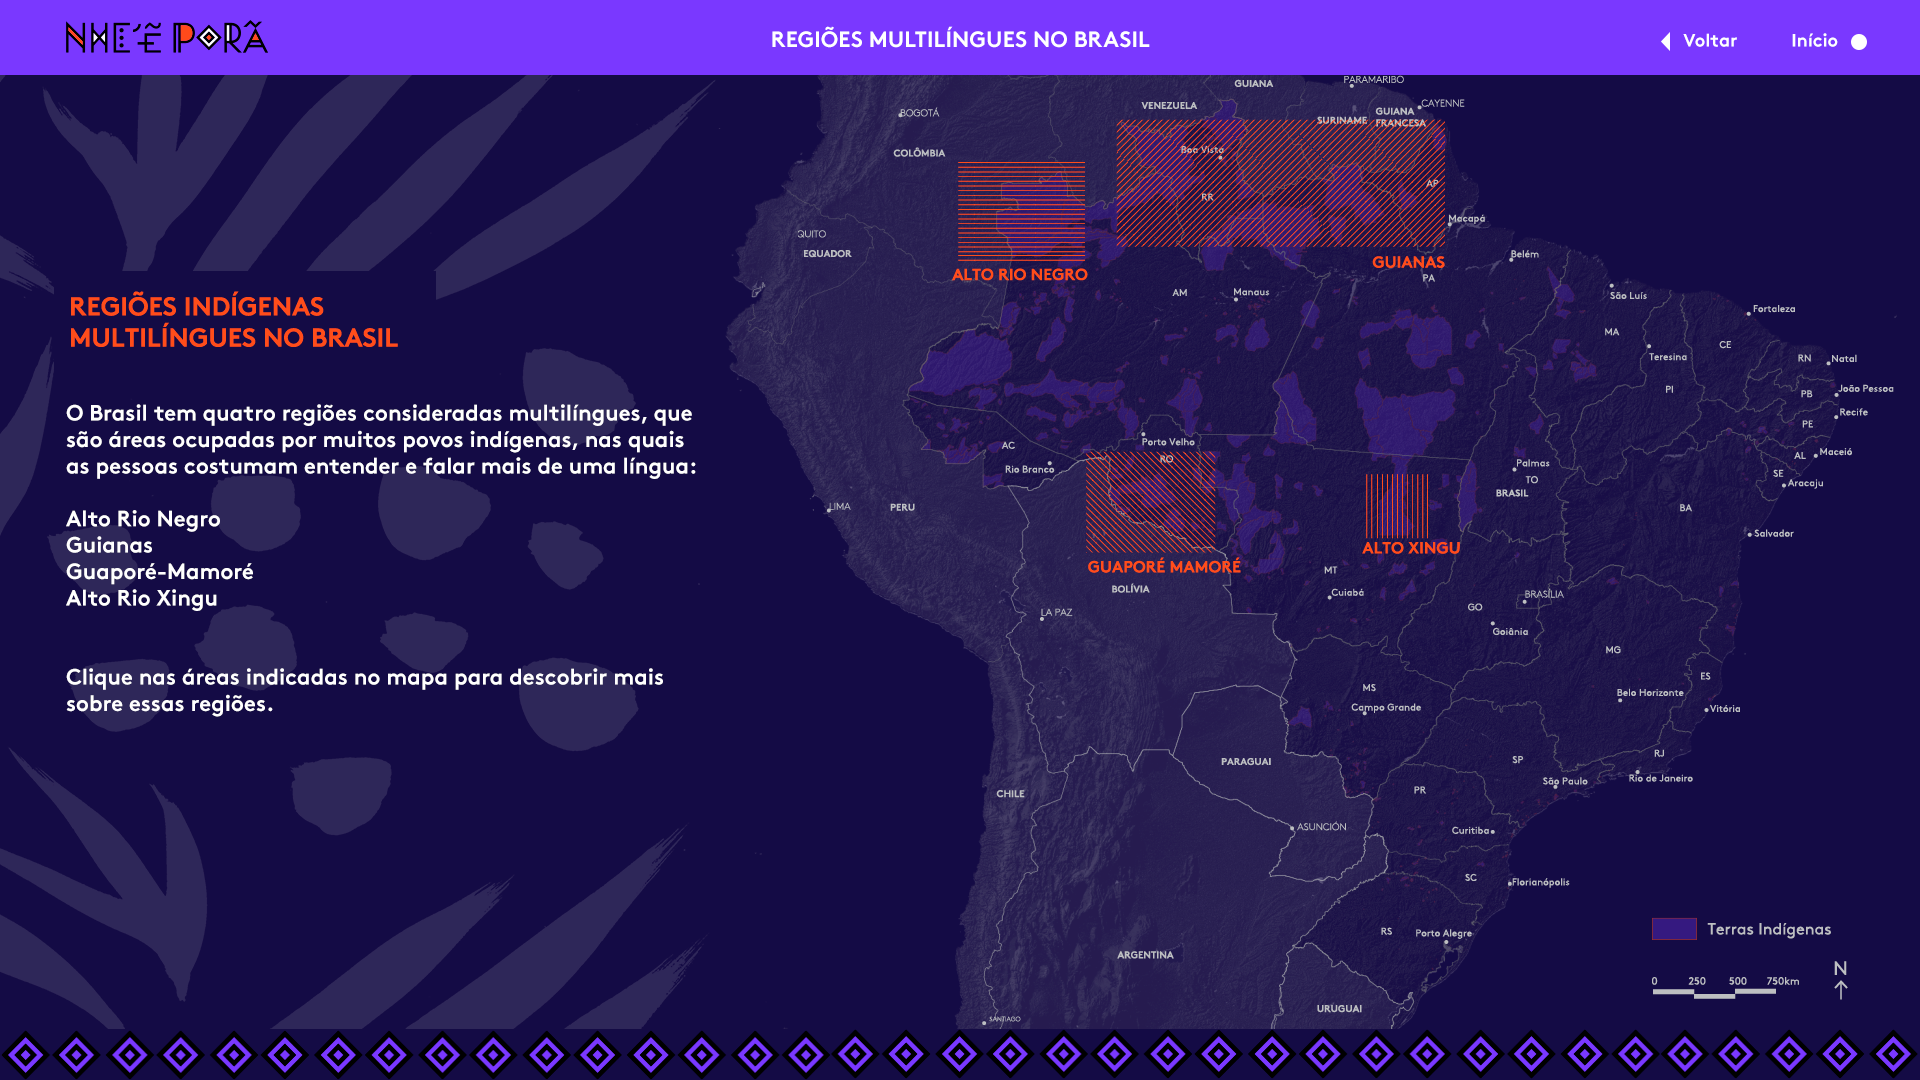 NHE'Ẽ PORÃ
REGIÕES MULTILÍNGUES NO BRASIL
Voltar
Início
REGIÕES INDÍGENAS
MULTILÍNGUES NO BRASIL
O Brasil tem quatro regiões consideradas multilíngues, que
são áreas ocupadas por muitos povos indígenas, nas quais
as pessoas costumam entender e falar mais de uma língua:
Alto Rio Negro
Guianas
Guaporé-Mamoré
Alto Rio Xingu
Clique nas áreas indicadas no mapa para descobrir mais
sobre essas regiões.
PARAMARIBO
GUIANA
CAYENNE
VENEZUELA
BOGOTÁ
GUIANA
FRANCESA
SURINAME
COLÔMBIA
Boa Vista
AP
RR
Macapá
QUITO
EQUADOR
Belém
GUIANAS
ALTO RIO NEGRO
PA
AM
Manaus
São Luís
Fortaleza
MA
CE
Teresina
RN
Natal
PI
João Pessoa
PB
Recife
PE
Porto Velho
AC
Maceió
AL
RO
Palmas
Rio Branco
SE
TO
Aracaju
BRASIL
LIMA
PERU
BA
Salvador
ALTO XINGU
GUAPORÉ MAMORÉ
MT
BOLÍVIA
Cuiabá
BRASÍLIA
GO
LA PAZ
Goiânia
MG
ES
MS
Belo Horizonte
Campo Grande
Vitória
RJ
SP
PARAGUAI
Rio de Janeiro
São Paulo
PR
CHILE
ASUNCIÓN
Curitiba
SC
Florianópolis
RS
Porto Alegre
Terras Indígenas
ARGENTINA
N
0 250 500 750km
URUGUAI
SANTIAGO